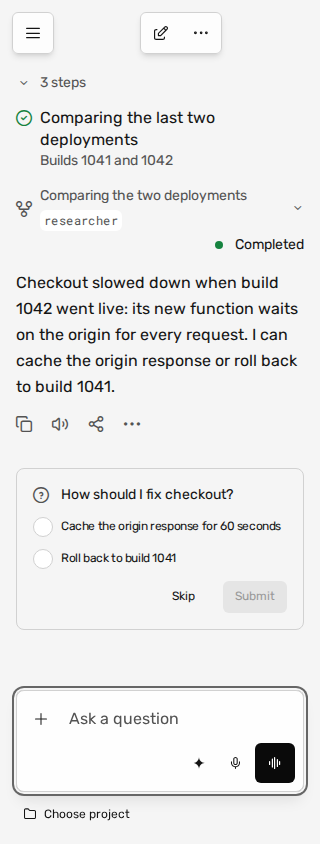 3 steps
Comparing the last two
deployments
Builds 1041 and 1042
Comparing the two deployments
researcher
Completed
Checkout slowed down when build
1042 went live: its new function waits
on the origin for every request. I can
cache the origin response or roll back
to build 1041.
How should I fix checkout?
Cache the origin response for 60 seconds
Roll back to build 1041
Skip
Submit
Ask a question
Choose project